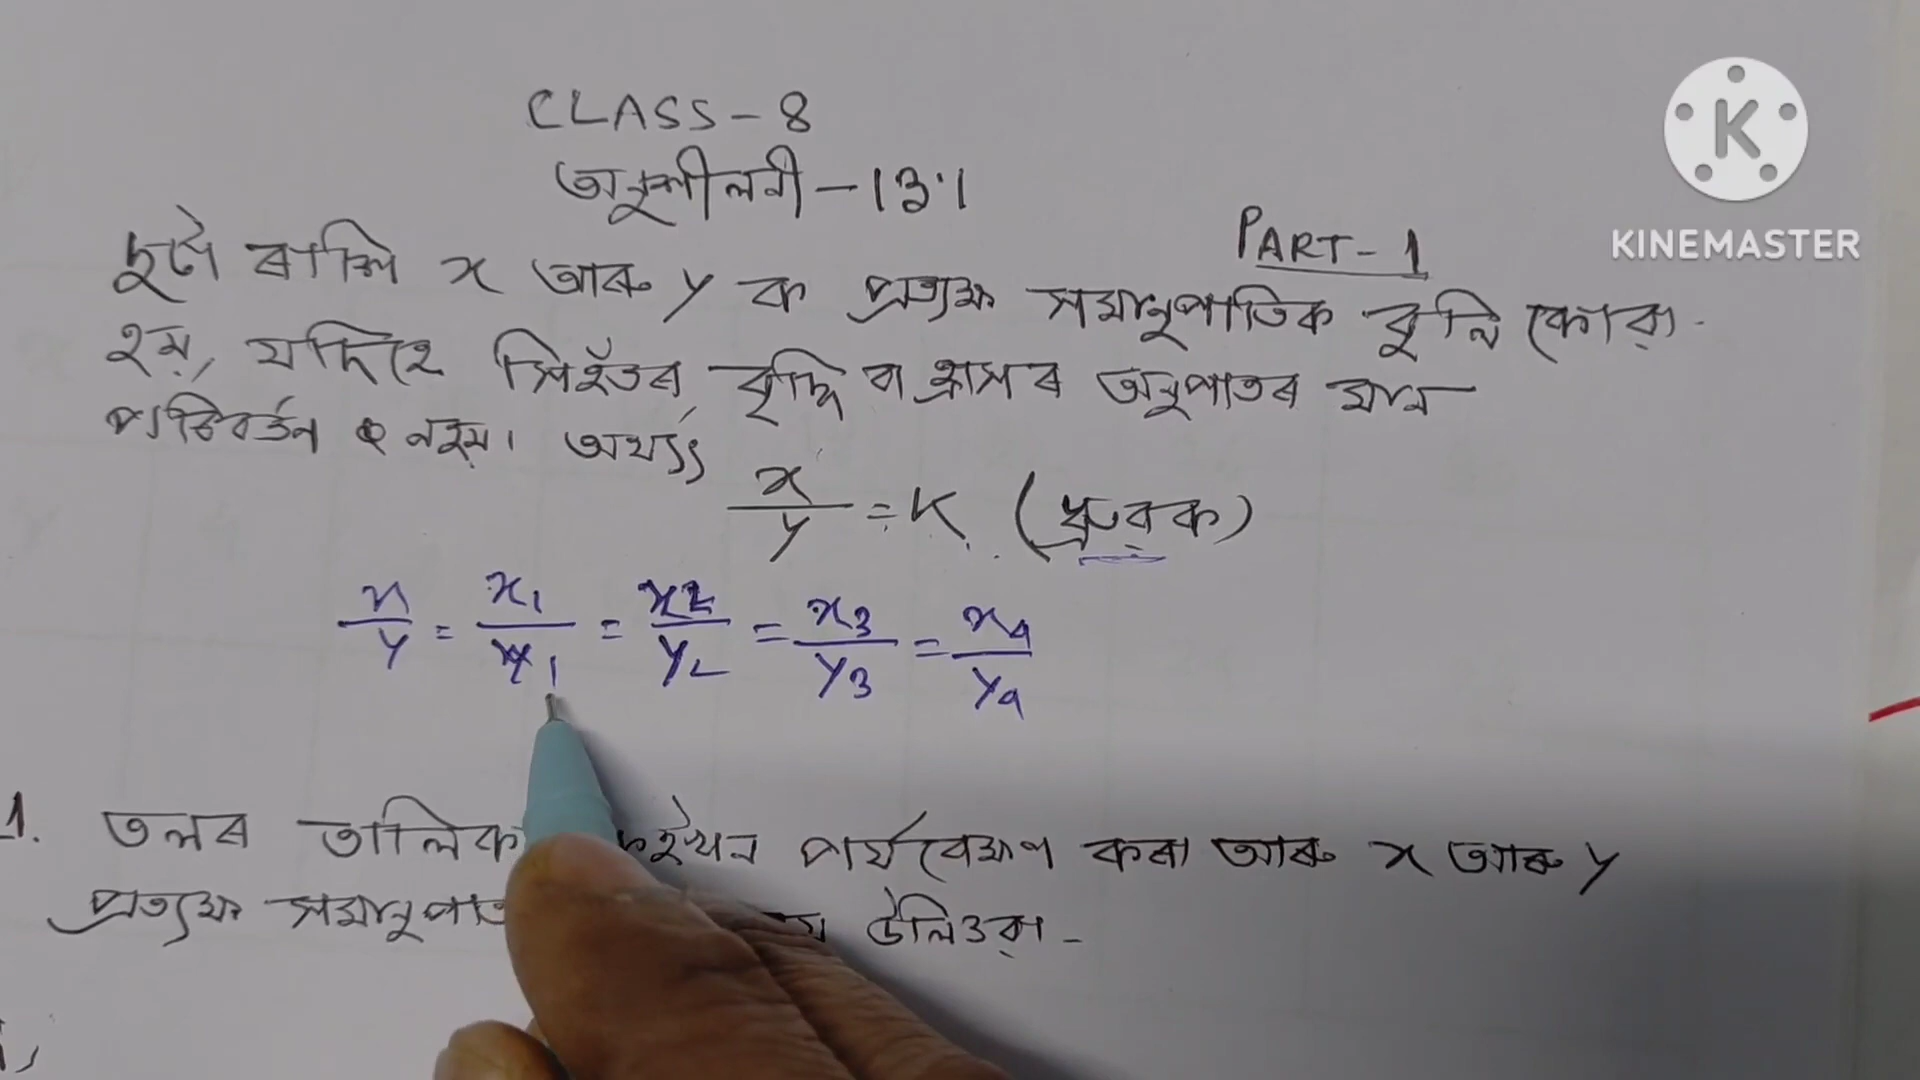 CLASS - 8
অনুশীলনী - 13.1
PART - 1
দুটা ৰাশি x আৰু y ক প্ৰত্যক্ষ সমানুপাতিক বুলি কোৱা
হয়, যদিহে সিহঁতৰ বৃদ্ধি বা হ্ৰাসৰ অনুপাতৰ মান
পৰিবৰ্তন নহয়। অৰ্থাৎ
x/y = K (ধ্ৰুৱক)
x/y = x1/y1 = x2/y2 = x3/y3 = x4/y4
1. তলৰ তালিকা দুইখন পৰ্যবেক্ষণ কৰা আৰু x আৰু y
প্ৰত্যক্ষ সমানুপাত উলিওৱা -
K
KINEMASTER